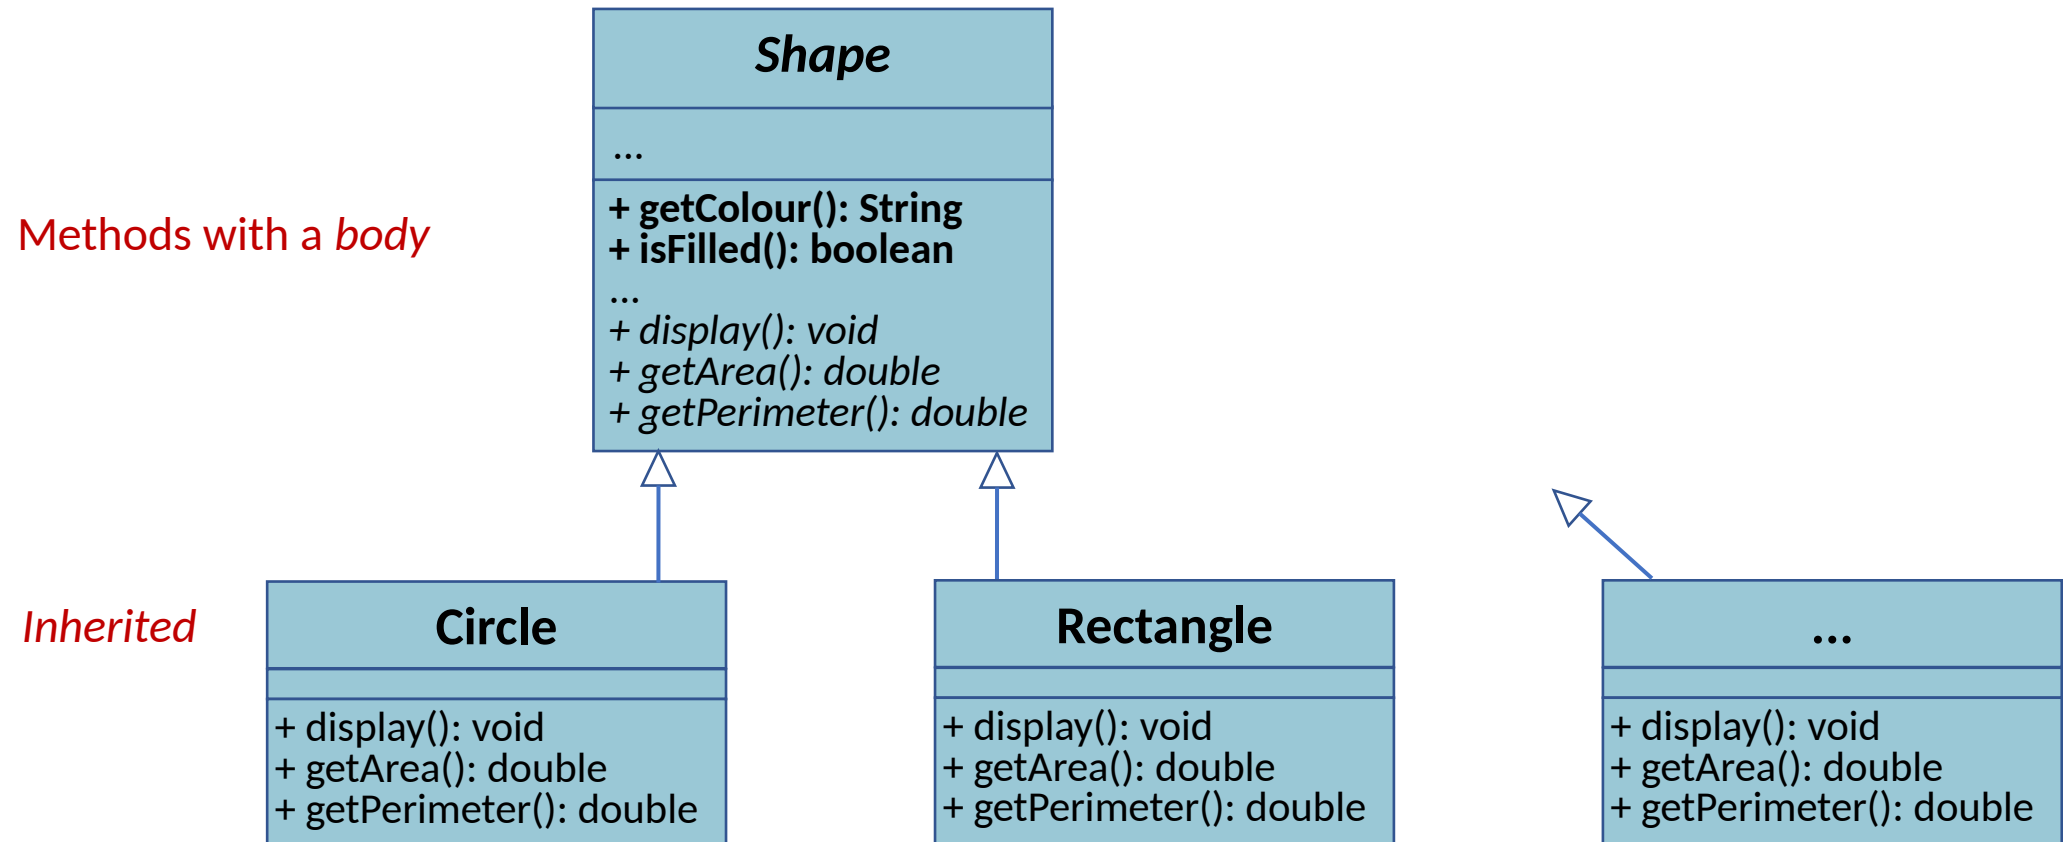 Shape
...
+ getColour(): String
+ isFilled(): boolean
...
+ display(): void
+ getArea(): double
+ getPerimeter(): double
Methods with a body
Inherited
Circle
+ display(): void
+ getArea(): double
+ getPerimeter(): double
Rectangle
+ display(): void
+ getArea(): double
+ getPerimeter(): double
...
+ display(): void
+ getArea(): double
+ getPerimeter(): double